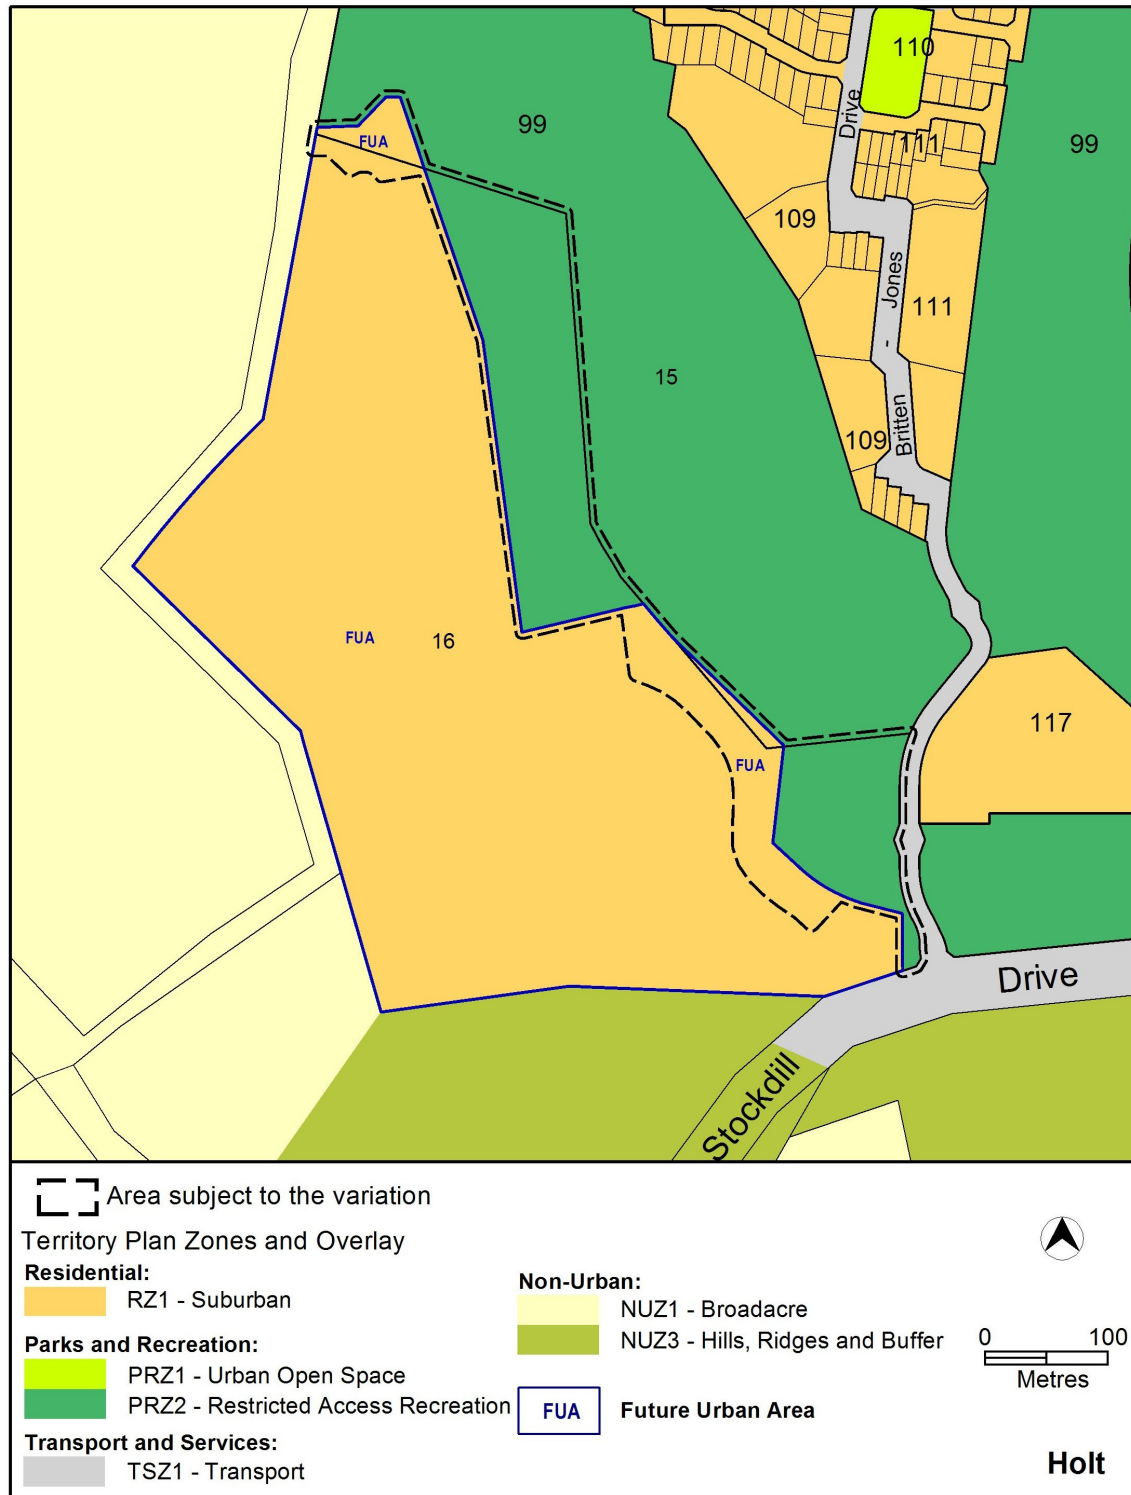 110
Drive
99
FUA
111
99
109
Jones
111
-
15
Britten
109
FUA
16
117
FUA
Drive
Stockdill
Area subject to the variation
Territory Plan Zones and Overlay
Residential:
RZ1 - Suburban
Parks and Recreation:
PRZ1 - Urban Open Space
PRZ2 - Restricted Access Recreation
Transport and Services:
TSZ1 - Transport
Non-Urban:
NUZ1 - Broadacre
NUZ3 - Hills, Ridges and Buffer
FUA Future Urban Area
0 100
Metres
Holt